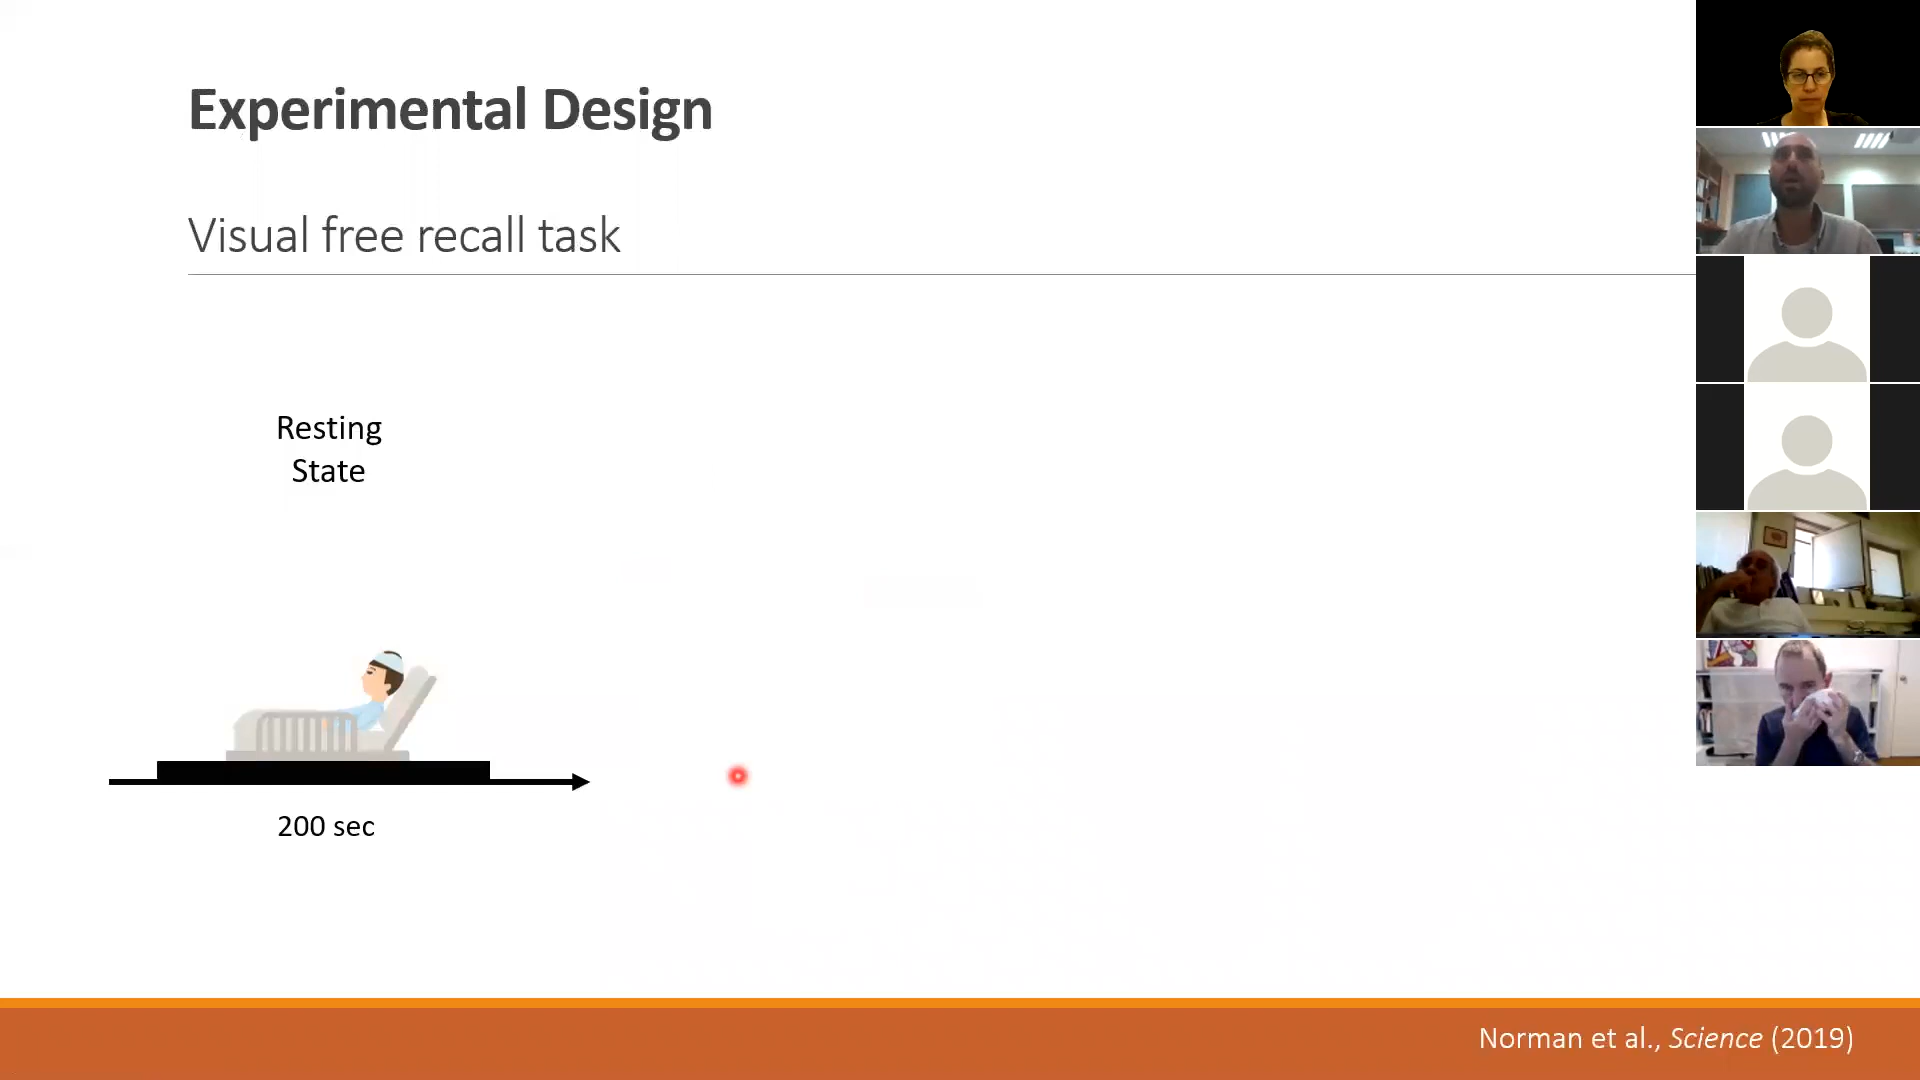 Experimental Design
Visual free recall task
Resting
State
200 sec
Norman et al., Science (2019)